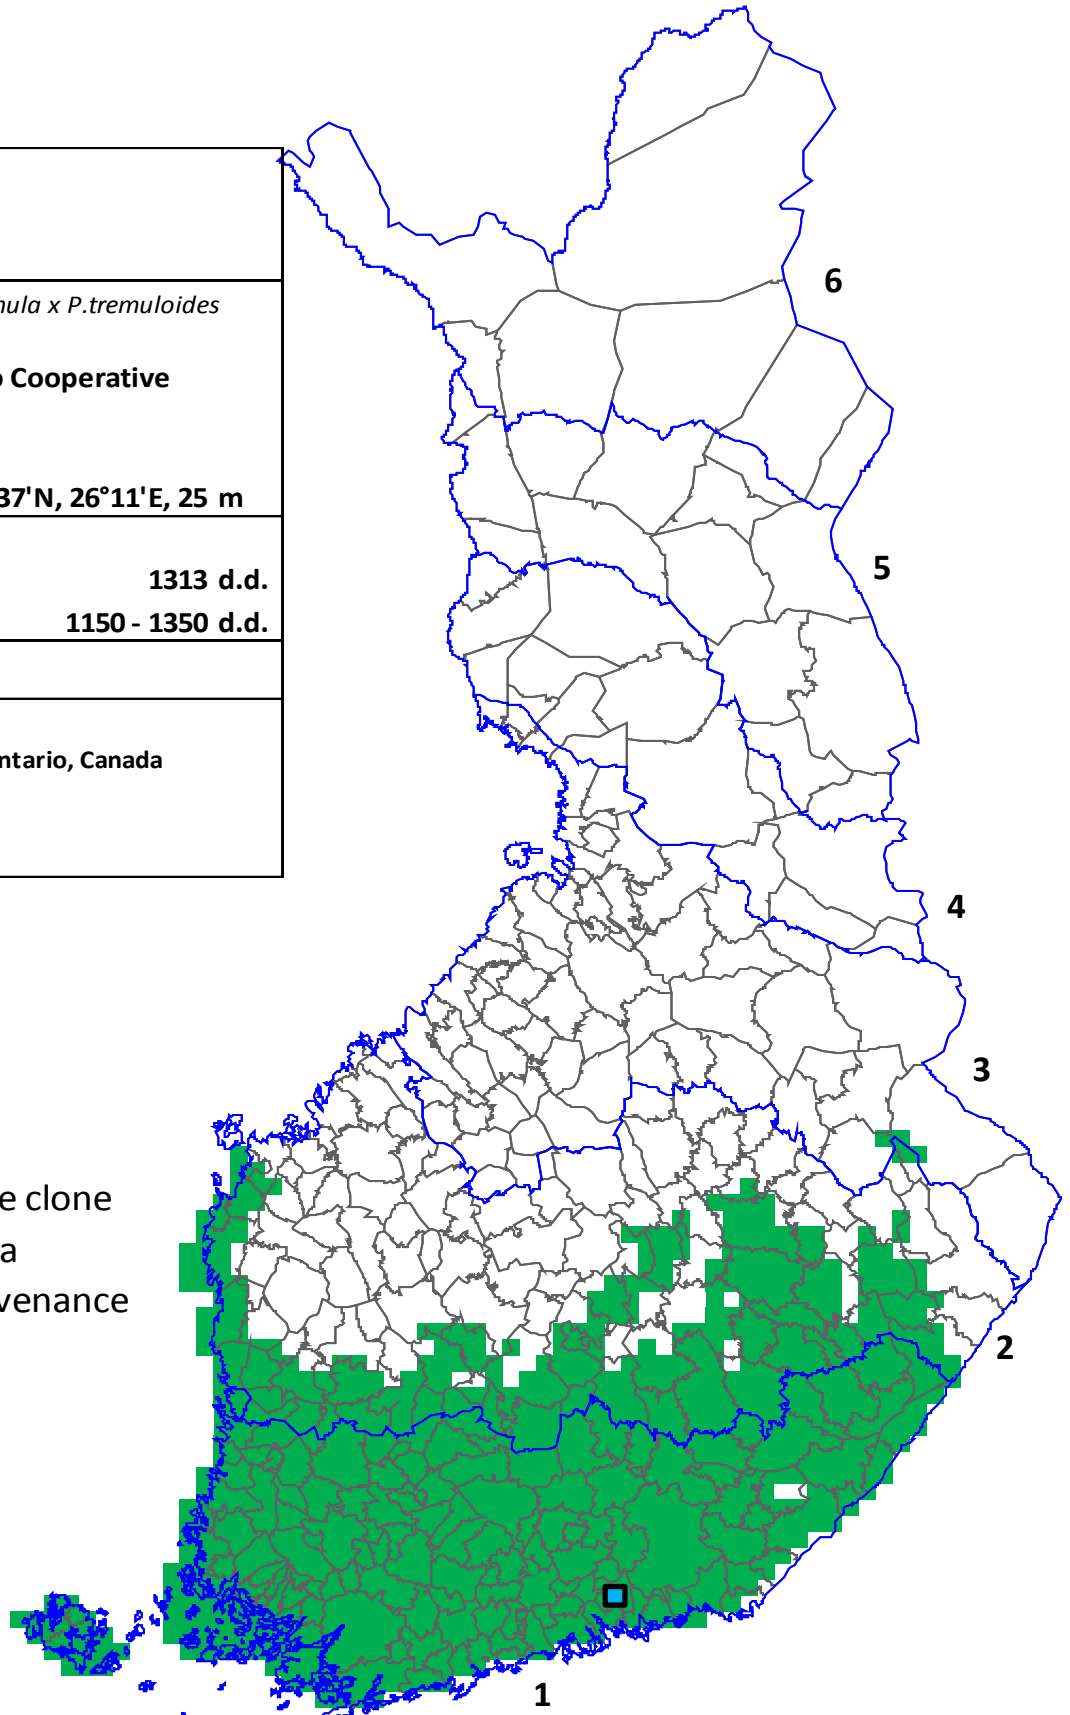 nula x P.tremuloides
o Cooperative
37'N, 26°11'E, 25 m
1313 d.d.
1150 - 1350 d.d.
ntario, Canada
e clone
a
venance
6
5
4
3
2
1